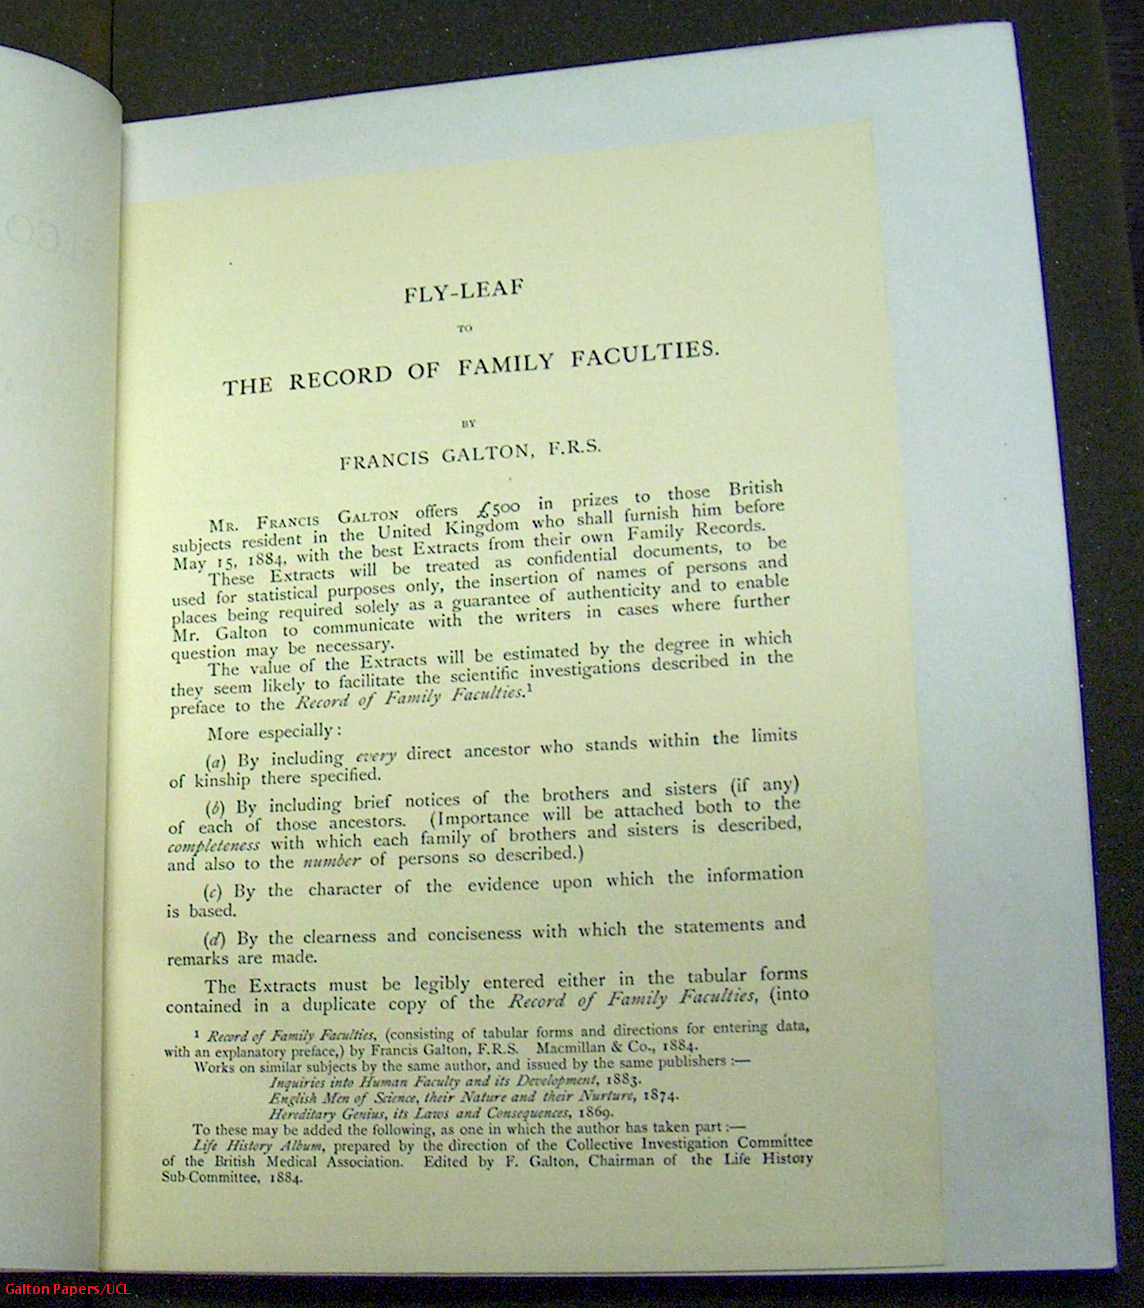 FLY-LEAF
TO
THE RECORD OF FAMILY FACULTIES.
BY
FRANCIS GALTON, F.R.S.
MR. FRANCIS GALTON offers £500 in prizes to those British
subjects resident in the United Kingdom who shall furnish him before
May 15, 1884, with the best Extracts from their own Family Records.
These Extracts will be treated as confidential documents, to be
used for statistical purposes only, the insertion of names of persons and
places being required solely as a guarantee of authenticity and to enable
Mr. Galton to communicate with the writers in cases where further
question may be necessary.
The value of the Extracts will be estimated by the degree in which
they seem likely to facilitate the scientific investigations described in the
preface to the Record of Family Faculties.¹
More especially:
(a) By including every direct ancestor who stands within the limits
of kinship there specified.
(b) By including brief notices of the brothers and sisters (if any)
of each of those ancestors. (Importance will be attached both to the
completeness with which each family of brothers and sisters is described,
and also to the number of persons so described.)
(c) By the character of the evidence upon which the information
is based.
(d) By the clearness and conciseness with which the statements and
remarks are made.
The Extracts must be legibly entered either in the tabular forms
contained in a duplicate copy of the Record of Family Faculties, (into
¹ Record of Family Faculties, (consisting of tabular forms and directions for entering data,
with an explanatory preface,) by Francis Galton, F.R.S. Macmillan & Co., 1884.
Works on similar subjects by the same author, and issued by the same publishers :—
Inquiries into Human Faculty and its Development, 1883.
English Men of Science, their Nature and their Nurture, 1874.
Hereditary Genius, its Laws and Consequences, 1869.
To these may be added the following, as one in which the author has taken part :—
Life History Album, prepared by the direction of the Collective Investigation Committee
of the British Medical Association. Edited by F. Galton, Chairman of the Life History
Sub-Committee, 1884.
Galton Papers/UCL